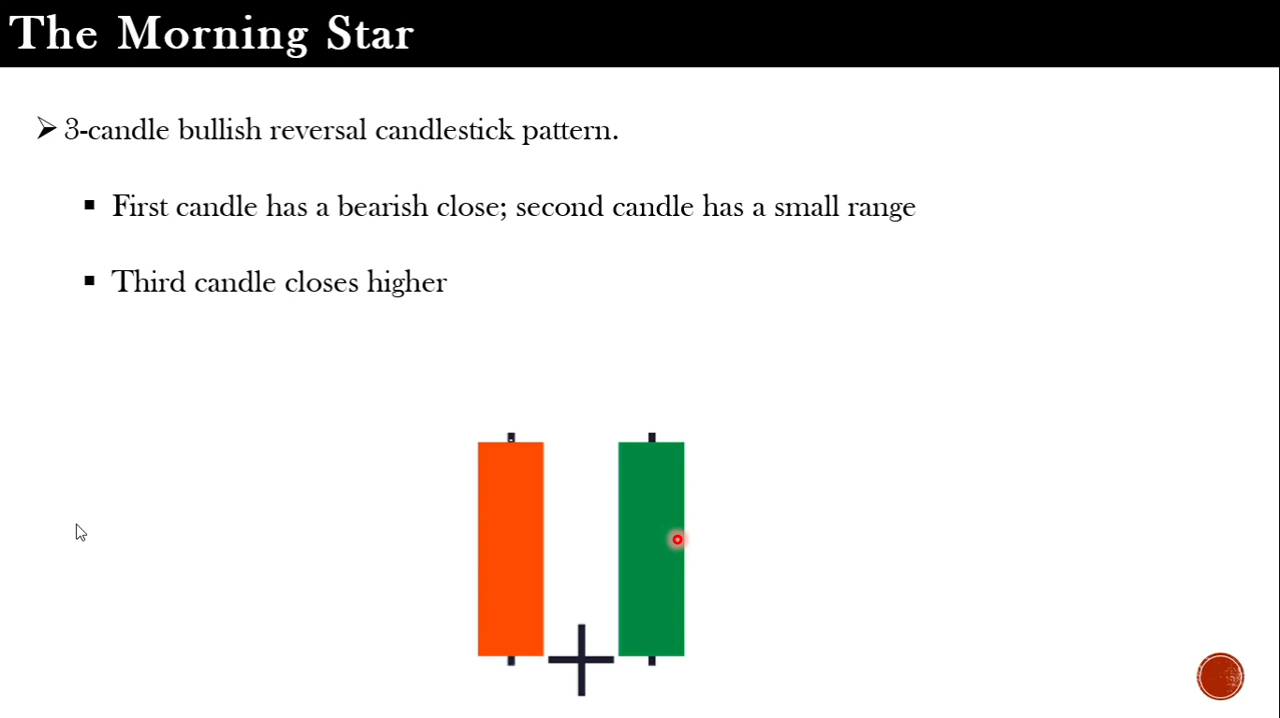 The Morning Star
3-candle bullish reversal candlestick pattern.
First candle has a bearish close; second candle has a small range
Third candle closes higher